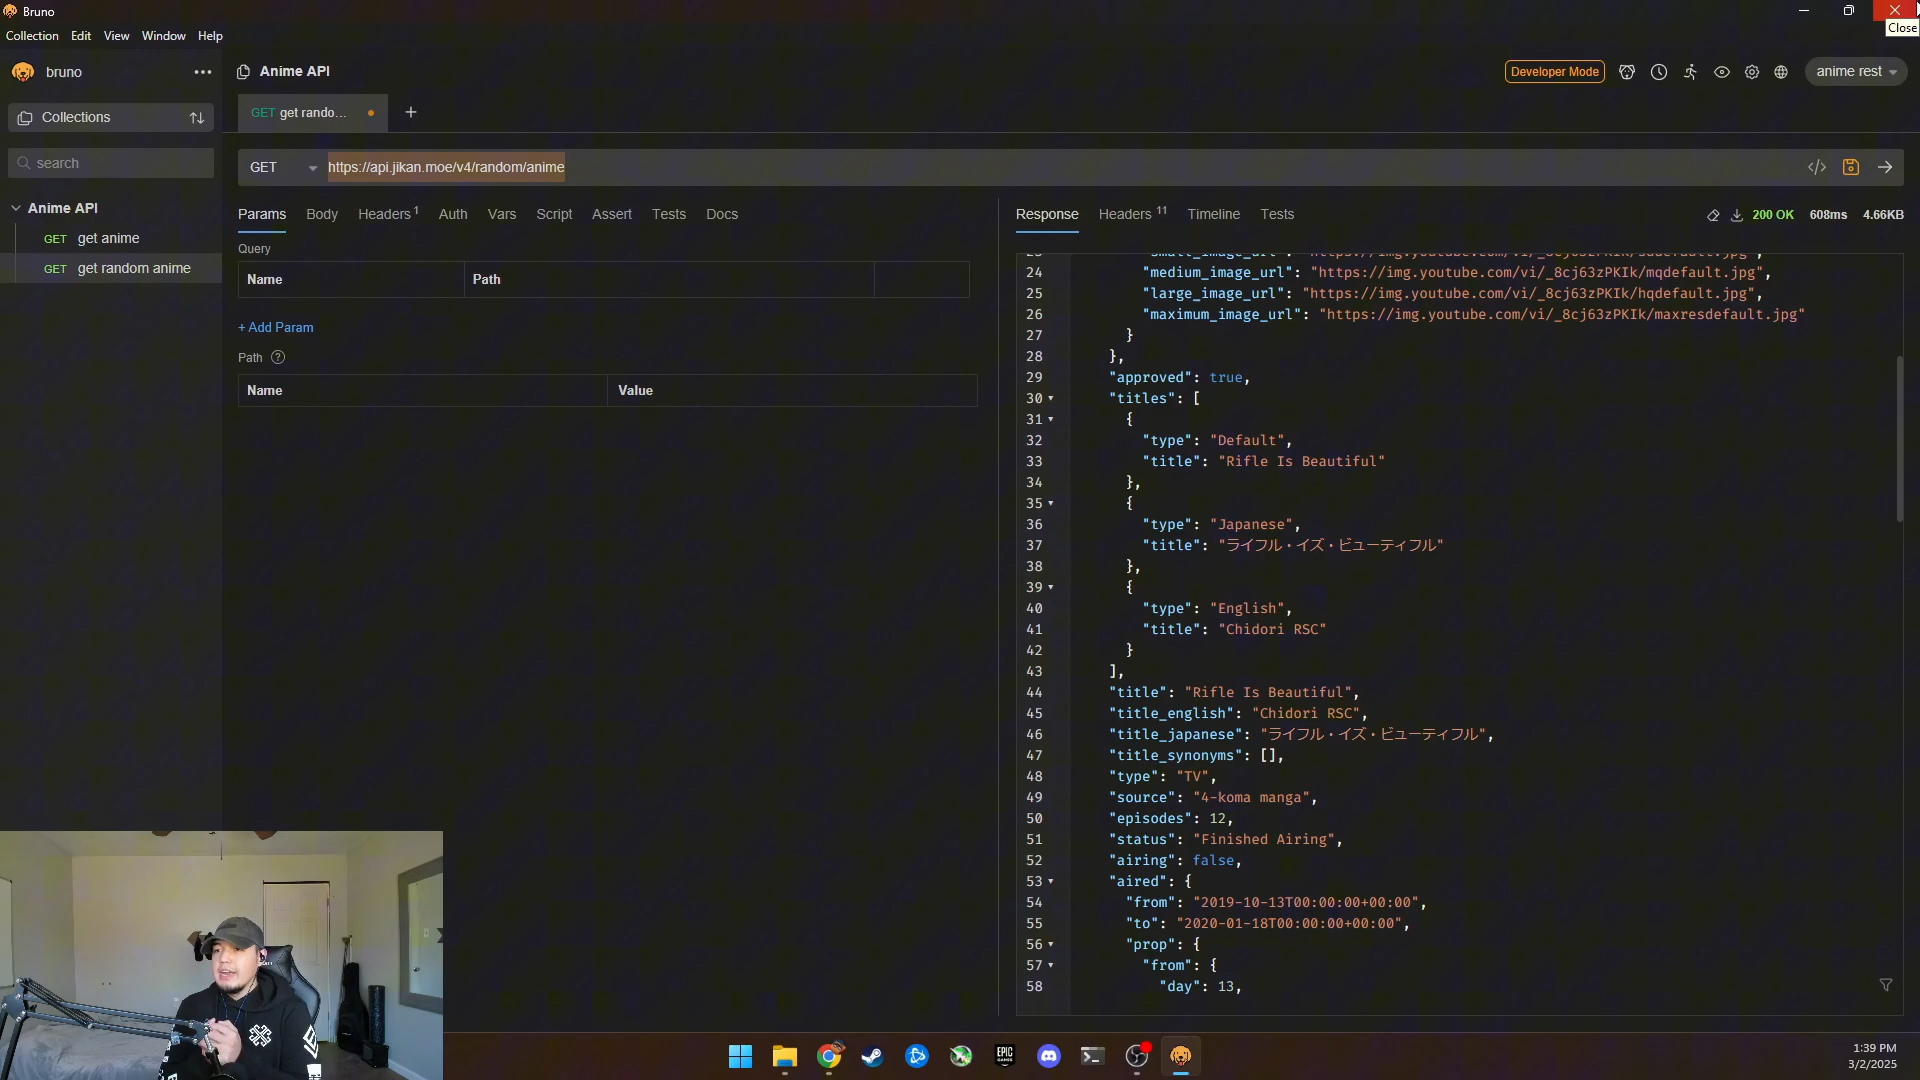 Bruno
Close
Collection Edit View Window Help
bruno
Anime API
Developer Mode
anime rest
Collections
GET get rando...
search
GET
https://api.jikan.moe/v4/random/anime
Anime API
GET get anime
GET get random anime
Params Body Headers 1 Auth Vars Script Assert Tests Docs
Query
Name Path
+ Add Param
Path ?
Name Value
Response Headers 11 Timeline Tests
200 OK 608ms 4.66KB
24 "medium_image_url": "https://img.youtube.com/vi/_8cj63zPKIk/mqdefault.jpg",
25 "large_image_url": "https://img.youtube.com/vi/_8cj63zPKIk/hqdefault.jpg",
26 "maximum_image_url": "https://img.youtube.com/vi/_8cj63zPKIk/maxresdefault.jpg"
27 }
28 },
29 "approved": true,
30 "titles": [
31 {
32 "type": "Default",
33 "title": "Rifle Is Beautiful"
34 },
35 {
36 "type": "Japanese",
37 "title": "ライフル・イズ・ビューティフル"
38 },
39 {
40 "type": "English",
41 "title": "Chidori RSC"
42 }
43 ],
44 "title": "Rifle Is Beautiful",
45 "title_english": "Chidori RSC",
46 "title_japanese": "ライフル・イズ・ビューティフル",
47 "title_synonyms": [],
48 "type": "TV",
49 "source": "4-koma manga",
50 "episodes": 12,
51 "status": "Finished Airing",
52 "airing": false,
53 "aired": {
54 "from": "2019-10-13T00:00:00+00:00",
55 "to": "2020-01-18T00:00:00+00:00",
56 "prop": {
57 "from": {
58 "day": 13,
EPIC
GAMES
1:39 PM
3/2/2025